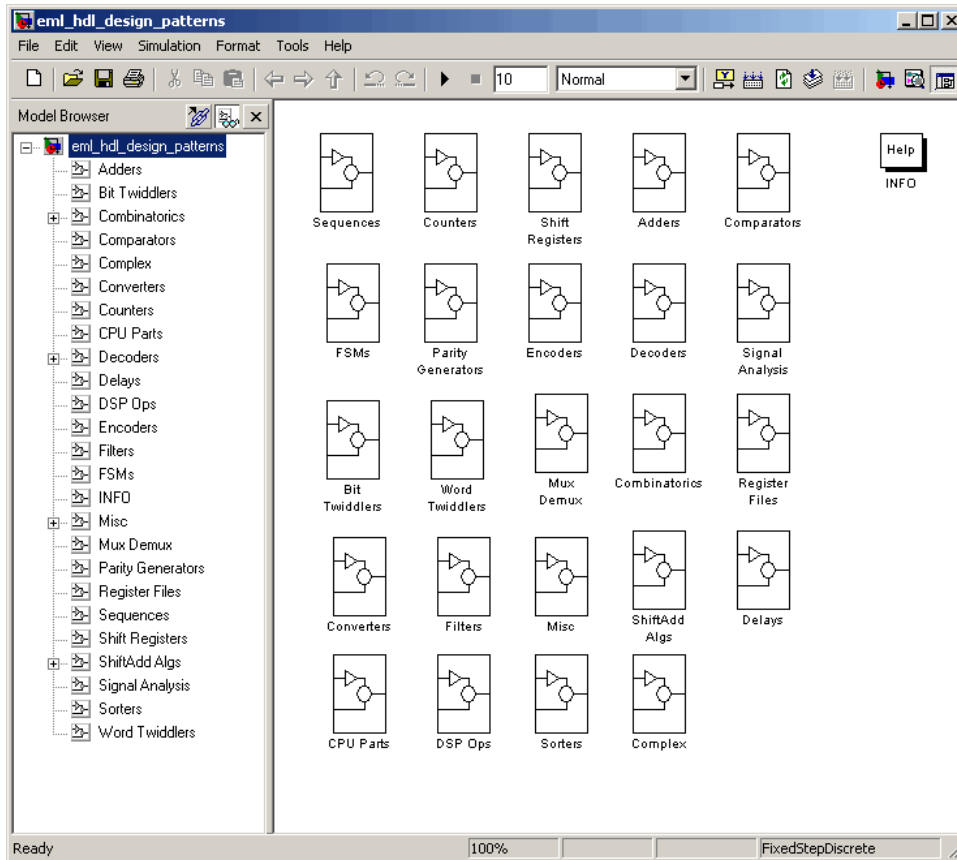 eml_hdl_design_patterns
File Edit View Simulation Format Tools Help
10 Normal
Model Browser
eml_hdl_design_patterns
Adders
Bit Twiddlers
Combinatorics
Comparators
Complex
Converters
Counters
CPU Parts
Decoders
Delays
DSP Ops
Encoders
Filters
FSMs
INFO
Misc
Mux Demux
Parity Generators
Register Files
Sequences
Shift Registers
ShiftAdd Algs
Signal Analysis
Sorters
Word Twiddlers
Help
INFO
Sequences
Counters
Shift
Registers
Adders
Comparators
FSMs
Parity
Generators
Encoders
Decoders
Signal
Analysis
Bit
Twiddlers
Word
Twiddlers
Mux
Demux
Combinatorics
Register
Files
Converters
Filters
Misc
ShiftAdd
Algs
Delays
CPU Parts
DSP Ops
Sorters
Complex
Ready 100% FixedStepDiscrete